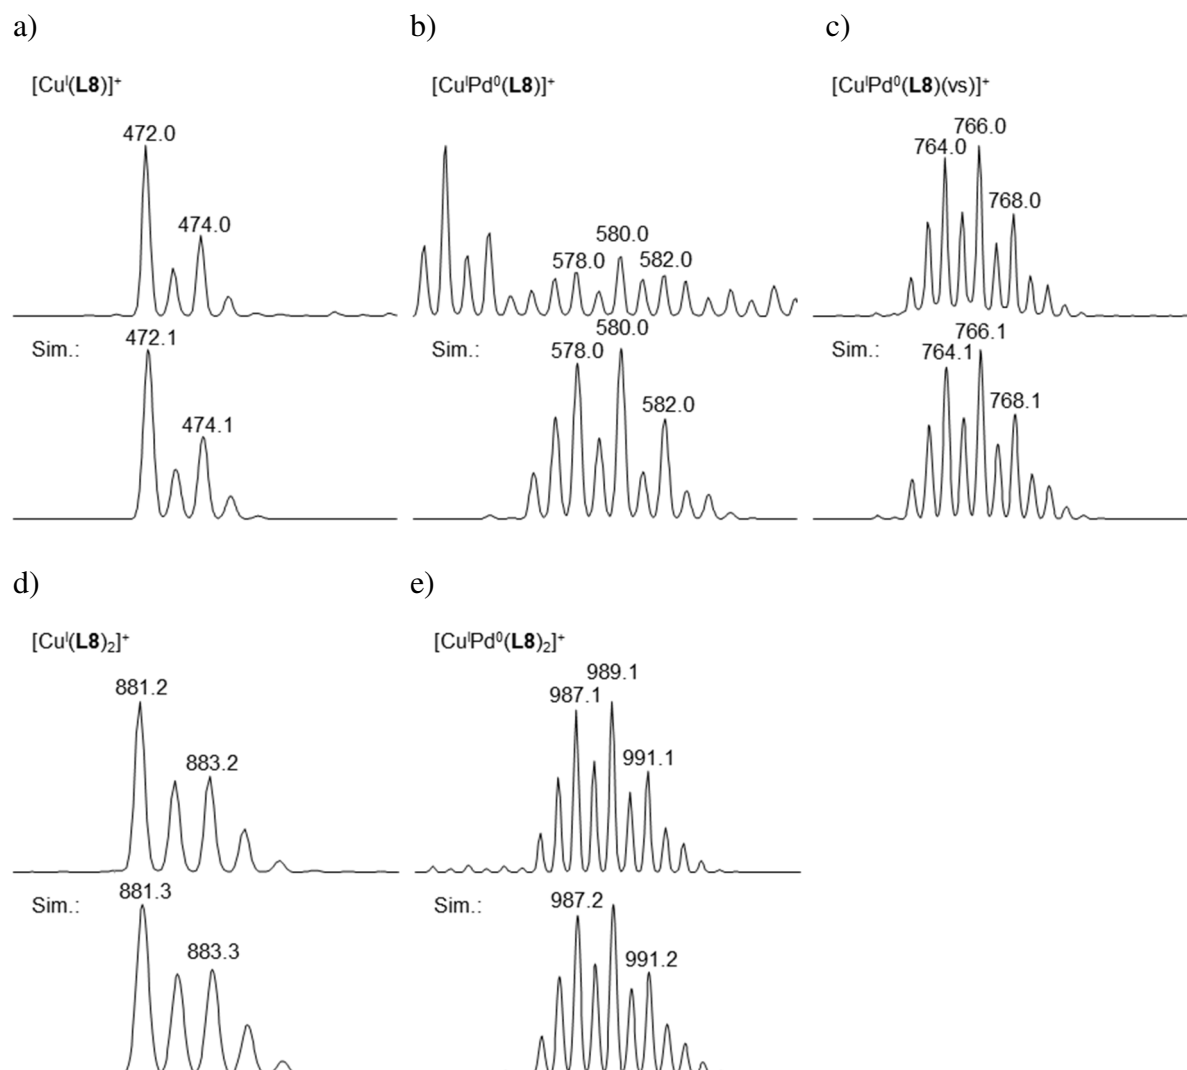 a)
b)
c)
[Cuᴵ(L8)]⁺
[CuᴵPd⁰(L8)]⁺
[CuᴵPd⁰(L8)(vs)]⁺
472.0
474.0
578.0
580.0
582.0
764.0
766.0
768.0
Sim.:
472.1
474.1
Sim.:
578.0
580.0
582.0
Sim.:
764.1
766.1
768.1
d)
e)
[Cuᴵ(L8)₂]⁺
[CuᴵPd⁰(L8)₂]⁺
881.2
883.2
987.1
989.1
991.1
Sim.:
881.3
883.3
Sim.:
987.2
991.2